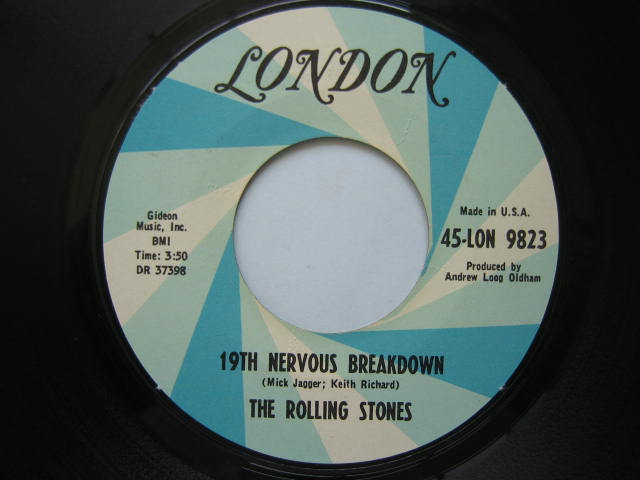 LONDON
Gideon
Music, Inc.
BMI
Time: 3:50
DR 37398
Made in U.S.A.
45-LON 9823
Produced by
Andrew Loog Oldham
19TH NERVOUS BREAKDOWN
(Mick Jagger; Keith Richard)
THE ROLLING STONES